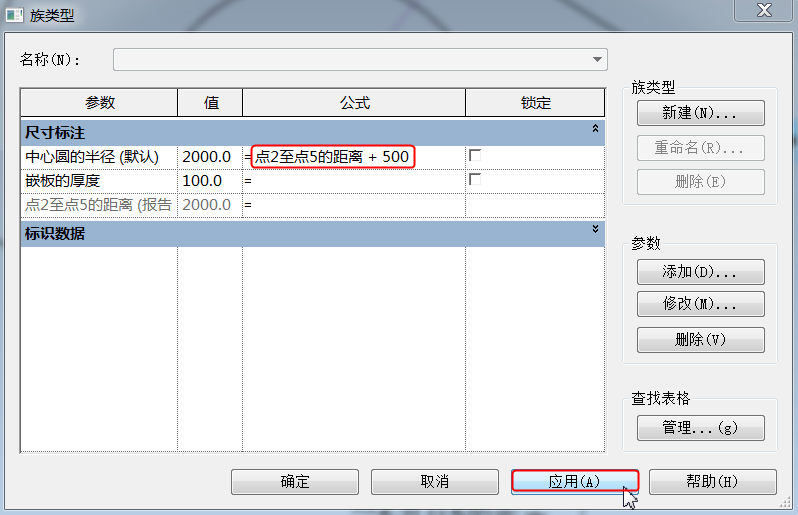 族类型
名称(N)：
参数 值 公式 锁定
尺寸标注
中心圆的半径 (默认) 2000.0 = 点2至点5的距离 + 500
嵌板的厚度 100.0 =
点2至点5的距离 (报告 2000.0 =
标识数据
族类型
新建(N)...
重命名(R)...
删除(E)
参数
添加(D)...
修改(M)...
删除(V)
查找表格
管理...(g)
确定 取消 应用(A) 帮助(H)